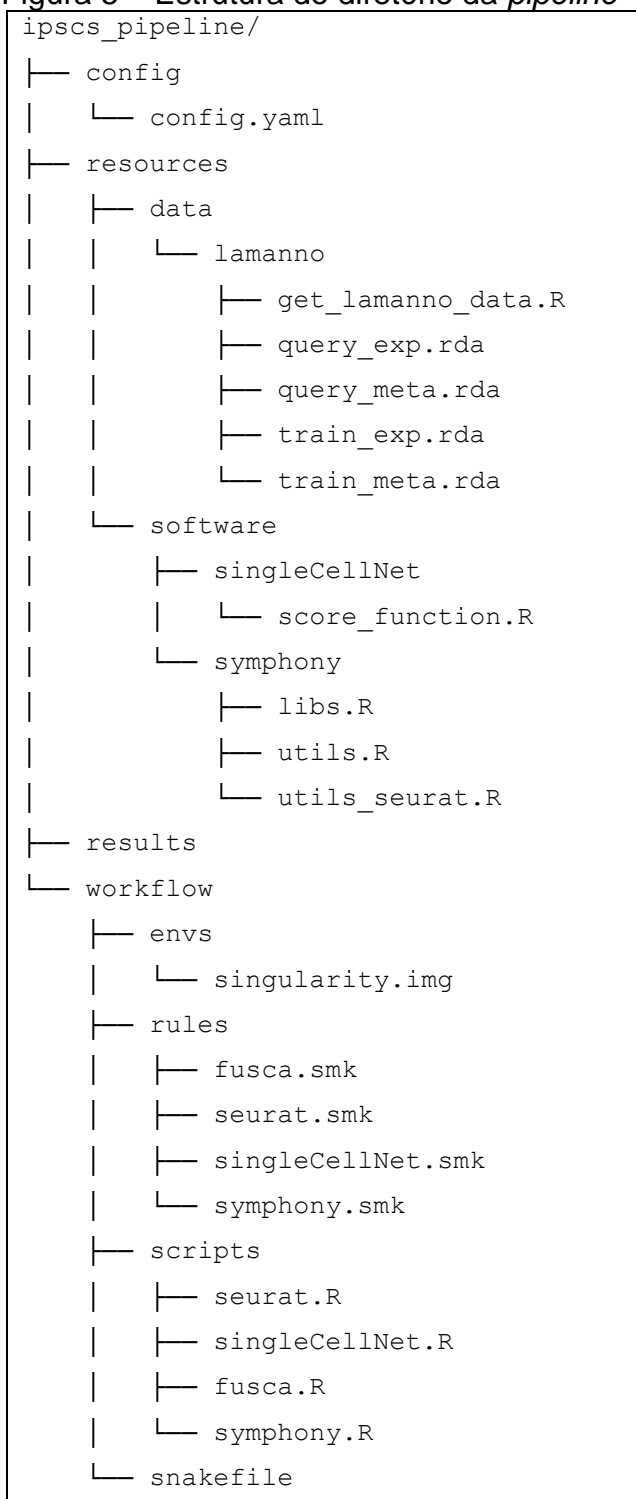 Figura 8 – Estrutura do diretório da pipeline
ipscs_pipeline/
├── config
│   └── config.yaml
├── resources
│   ├── data
│   │   └── lamanno
│   │       ├── get_lamanno_data.R
│   │       ├── query_exp.rda
│   │       ├── query_meta.rda
│   │       ├── train_exp.rda
│   │       └── train_meta.rda
│   └── software
│       ├── singleCellNet
│       │   └── score_function.R
│       └── symphony
│           ├── libs.R
│           ├── utils.R
│           └── utils_seurat.R
├── results
└── workflow
    ├── envs
    │   └── singularity.img
    ├── rules
    │   ├── fusca.smk
    │   ├── seurat.smk
    │   ├── singleCellNet.smk
    │   └── symphony.smk
    ├── scripts
    │   ├── seurat.R
    │   ├── singleCellNet.R
    │   ├── fusca.R
    │   └── symphony.R
    └── snakefile